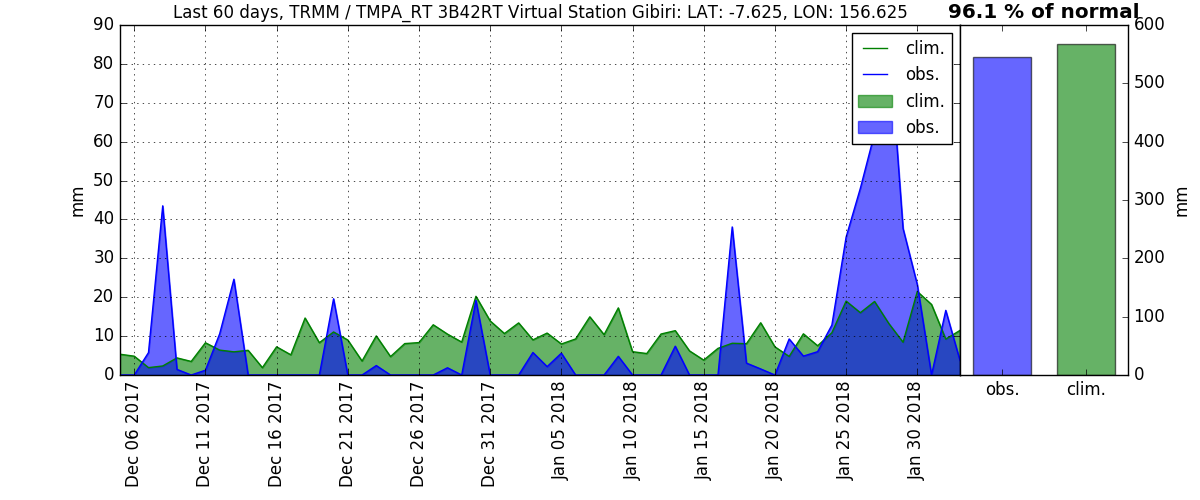 Last 60 days, TRMM / TMPA_RT 3B42RT Virtual Station Gibiri: LAT: -7.625, LON: 156.625
96.1 % of normal
90
80
70
60
50
40
30
20
10
0
mm
clim.
obs.
clim.
obs.
600
500
400
300
200
100
0
mm
Dec 06 2017
Dec 11 2017
Dec 16 2017
Dec 21 2017
Dec 26 2017
Dec 31 2017
Jan 05 2018
Jan 10 2018
Jan 15 2018
Jan 20 2018
Jan 25 2018
Jan 30 2018
obs.
clim.